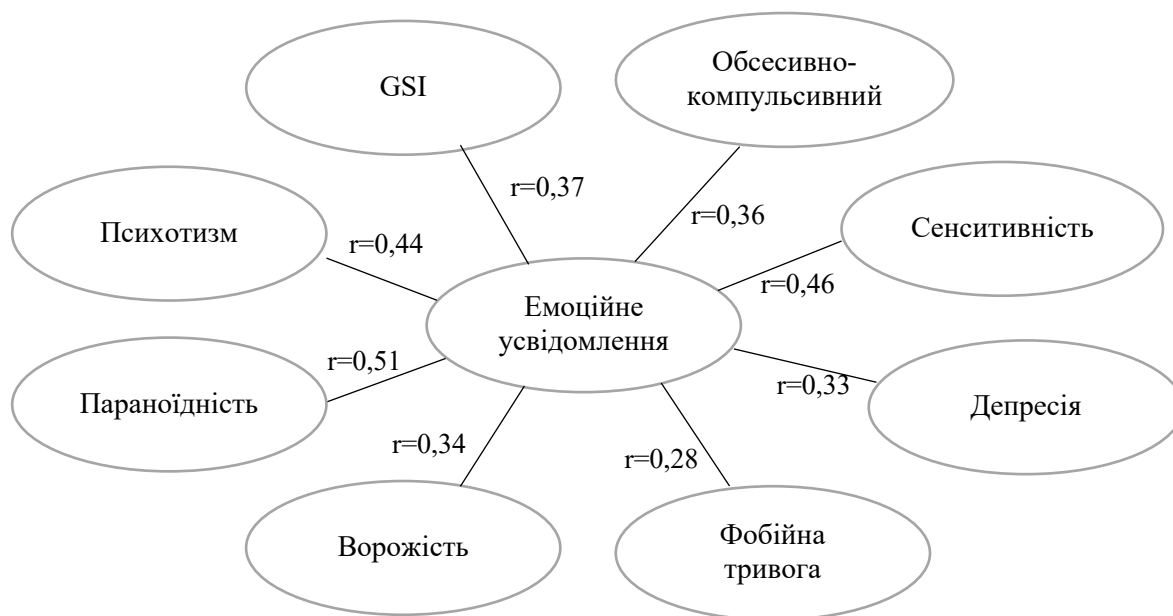 GSI
Обсесивно-
компульсивний
r=0,37
r=0,36
Психотизм
r=0,44
Сенситивність
r=0,46
Емоційне
усвідомлення
Параноїдність
r=0,51
r=0,33
Депресія
r=0,34
r=0,28
Ворожість
Фобійна
тривога